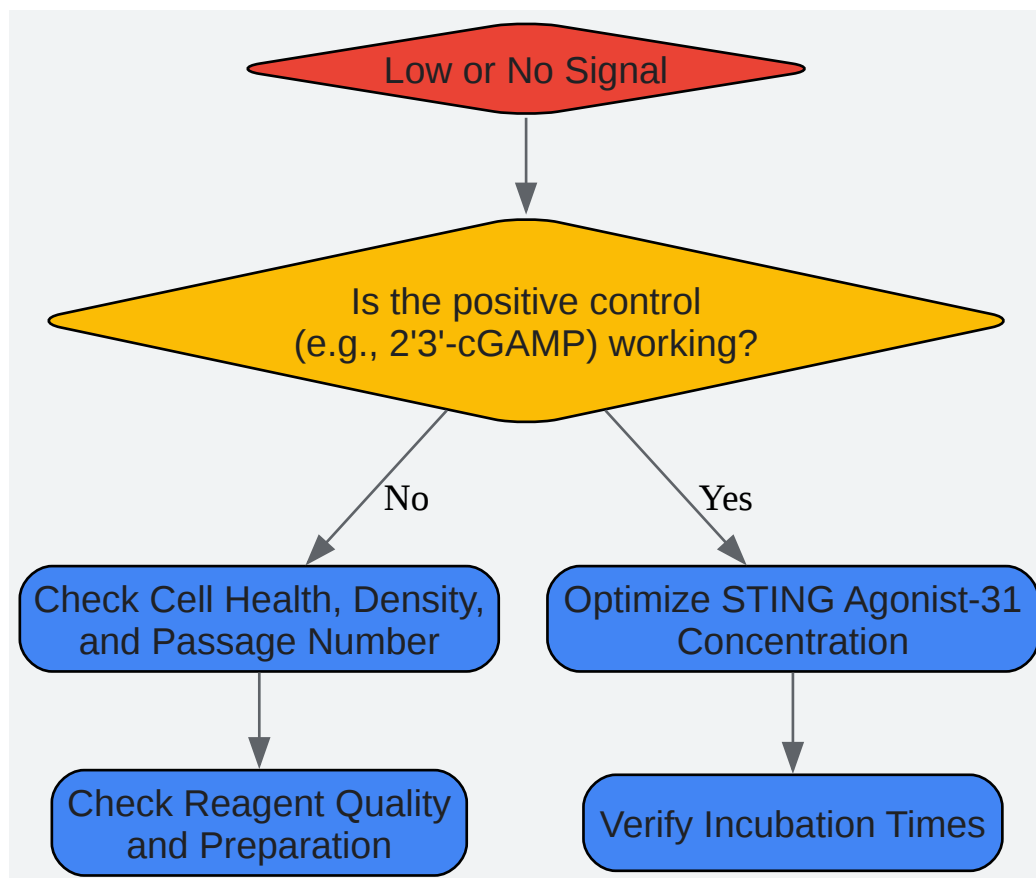 Low or No Signal
Is the positive control
(e.g., 2'3'-cGAMP) working?
No
Yes
Check Cell Health, Density,
and Passage Number
Optimize STING Agonist-31
Concentration
Check Reagent Quality
and Preparation
Verify Incubation Times